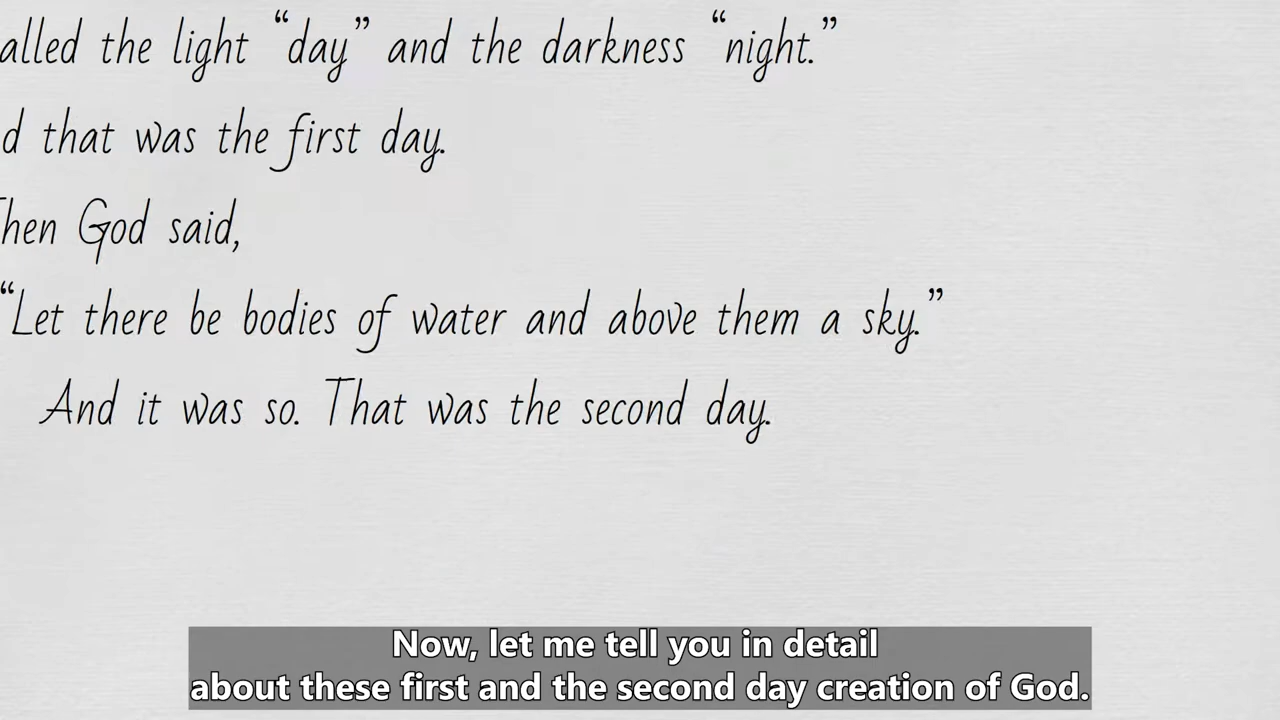 alled the light “day” and the darkness “night.”
d that was the first day.
hen God said,
“Let there be bodies of water and above them a sky.”
And it was so. That was the second day.
Now, let me tell you in detail
about these first and the second day creation of God.